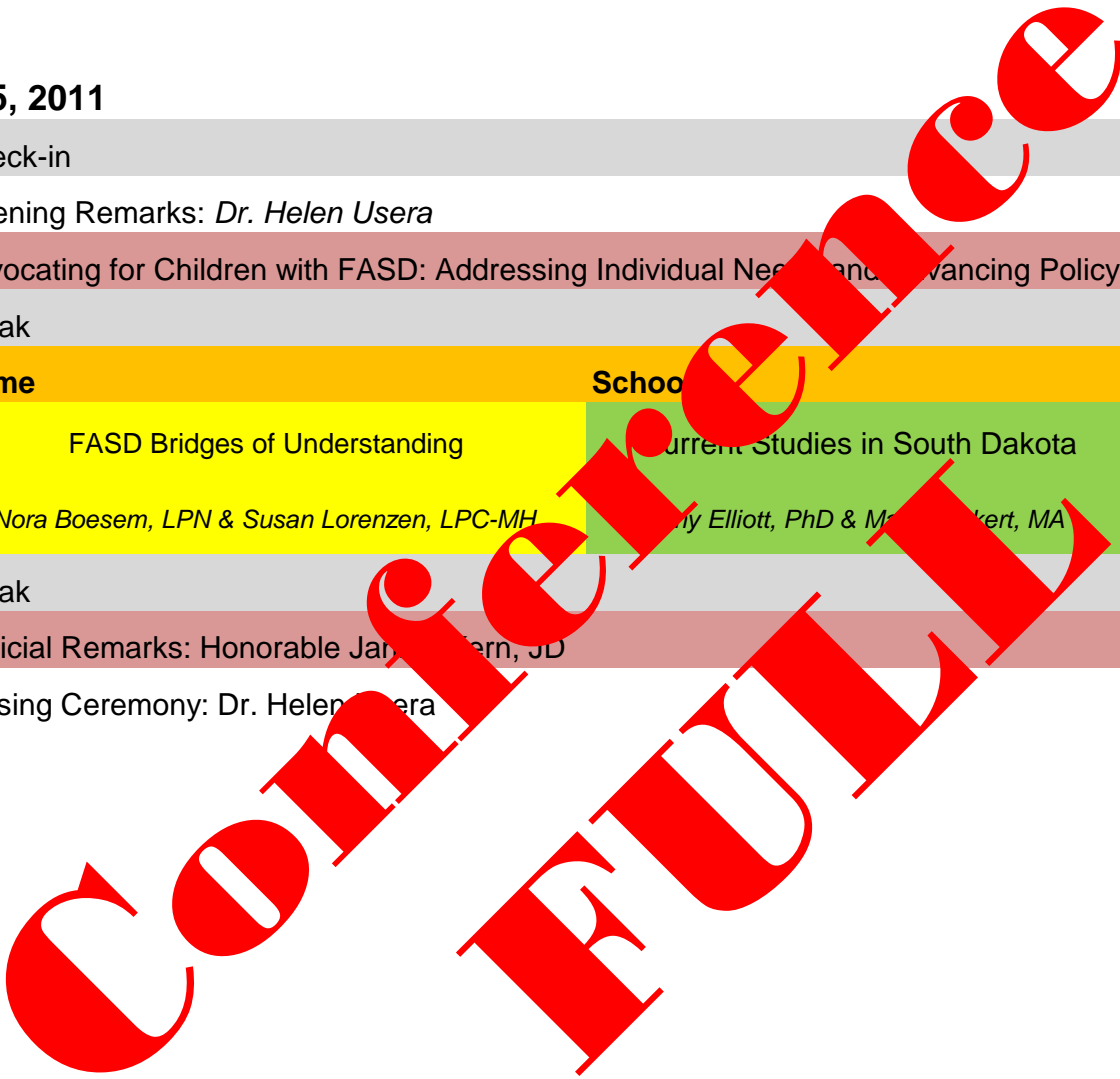 5, 2011
eck-in
ening Remarks: Dr. Helen Usera
vocating for Children with FASD: Addressing Individual and vancing Policy
ak
me Schoo
FASD Bridges of Understanding urrent Studies in South Dakota
Nora Boesem, LPN & Susan Lorenzen, LPC-MH ny Elliott, PhD & kert, MA
ak
icial Remarks: Honorable ern, JD
sing Ceremony: Dr. Helen era
Conference
FULL